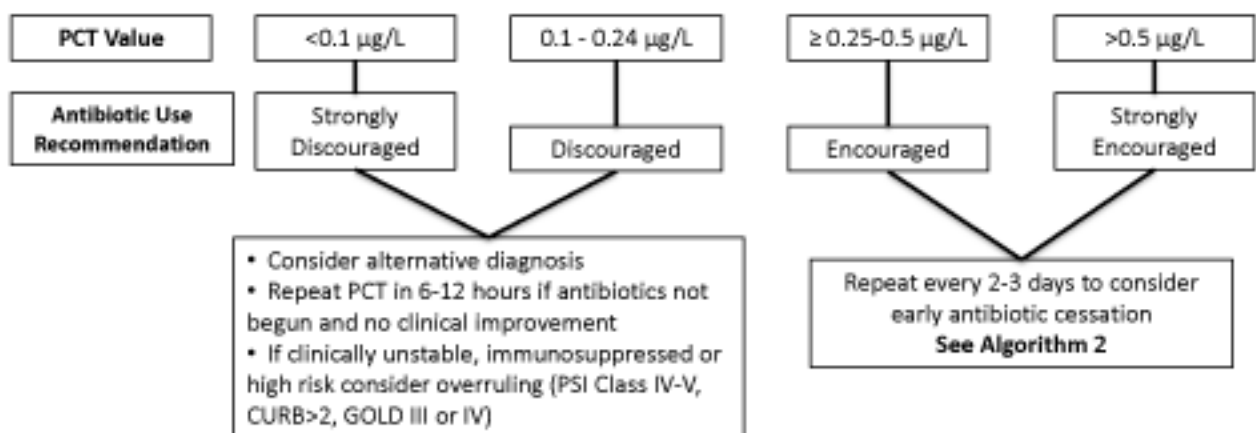 PCT Value
<0.1 µg/L
0.1 - 0.24 µg/L
≥ 0.25-0.5 µg/L
>0.5 µg/L
Antibiotic Use
Recommendation
Strongly
Discouraged
Discouraged
Encouraged
Strongly
Encouraged
• Consider alternative diagnosis
• Repeat PCT in 6-12 hours if antibiotics not
begun and no clinical improvement
• If clinically unstable, immunosuppressed or
high risk consider overruling (PSI Class IV-V,
CURB>2, GOLD III or IV)
Repeat every 2-3 days to consider
early antibiotic cessation
See Algorithm 2